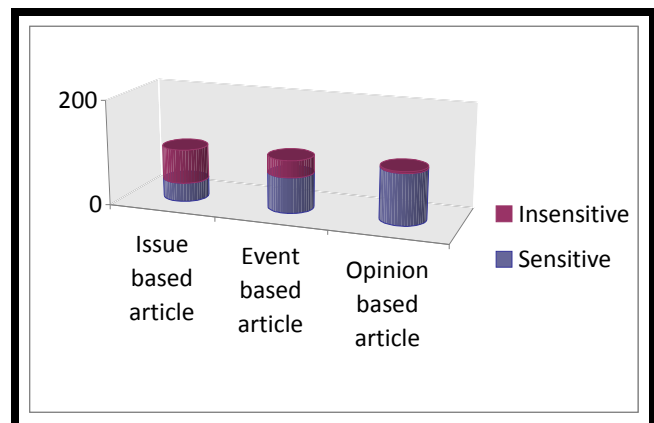 200
0
Issue
based
article
Event
based
article
Opinion
based
article
Insensitive
Sensitive